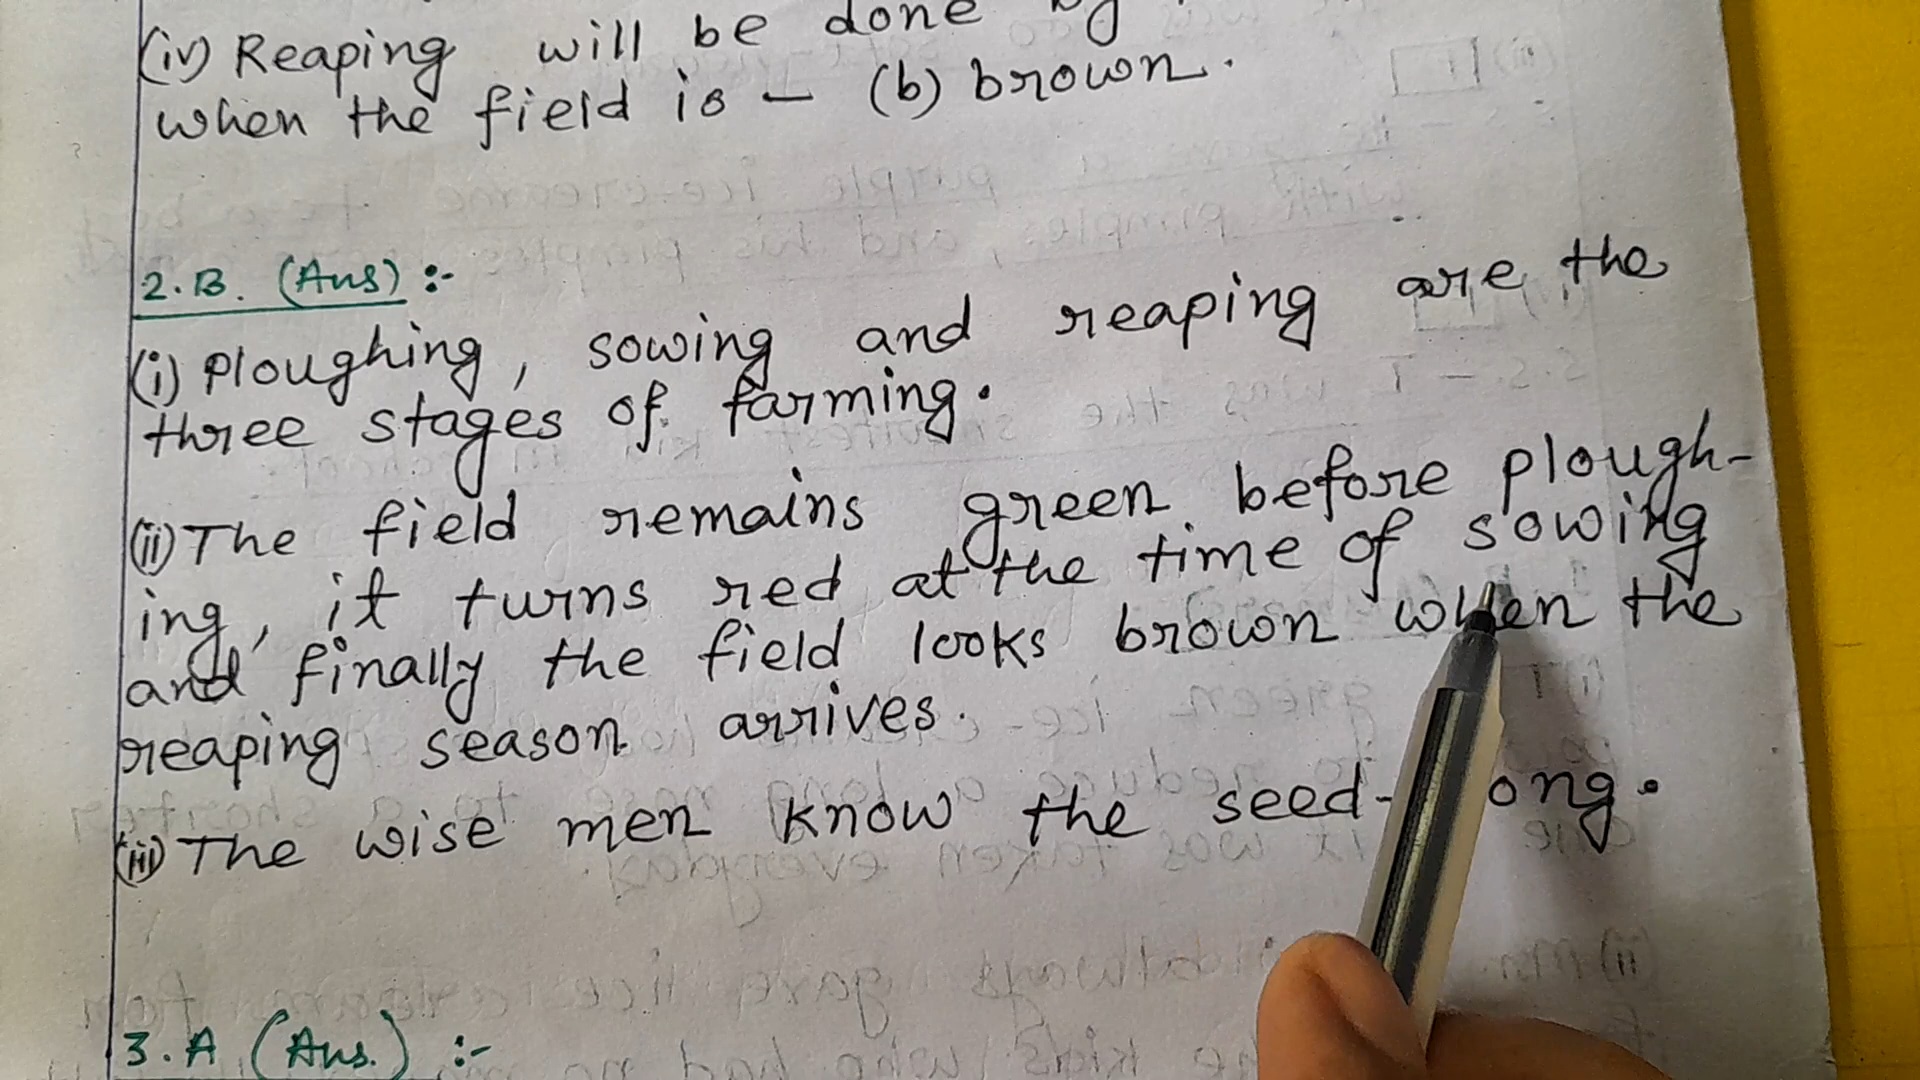 (iv) Reaping will be done
when the field is - (b) brown.
2.B. (Ans) :-
(i) Ploughing, sowing and reaping are the
three stages of farming.
(ii) The field remains green before plough-
ing, it turns red at the time of sowing
and finally the field looks brown when the
reaping season arrives.
(iii) The wise men know the seed-ong.
3.A (Ans.) :-